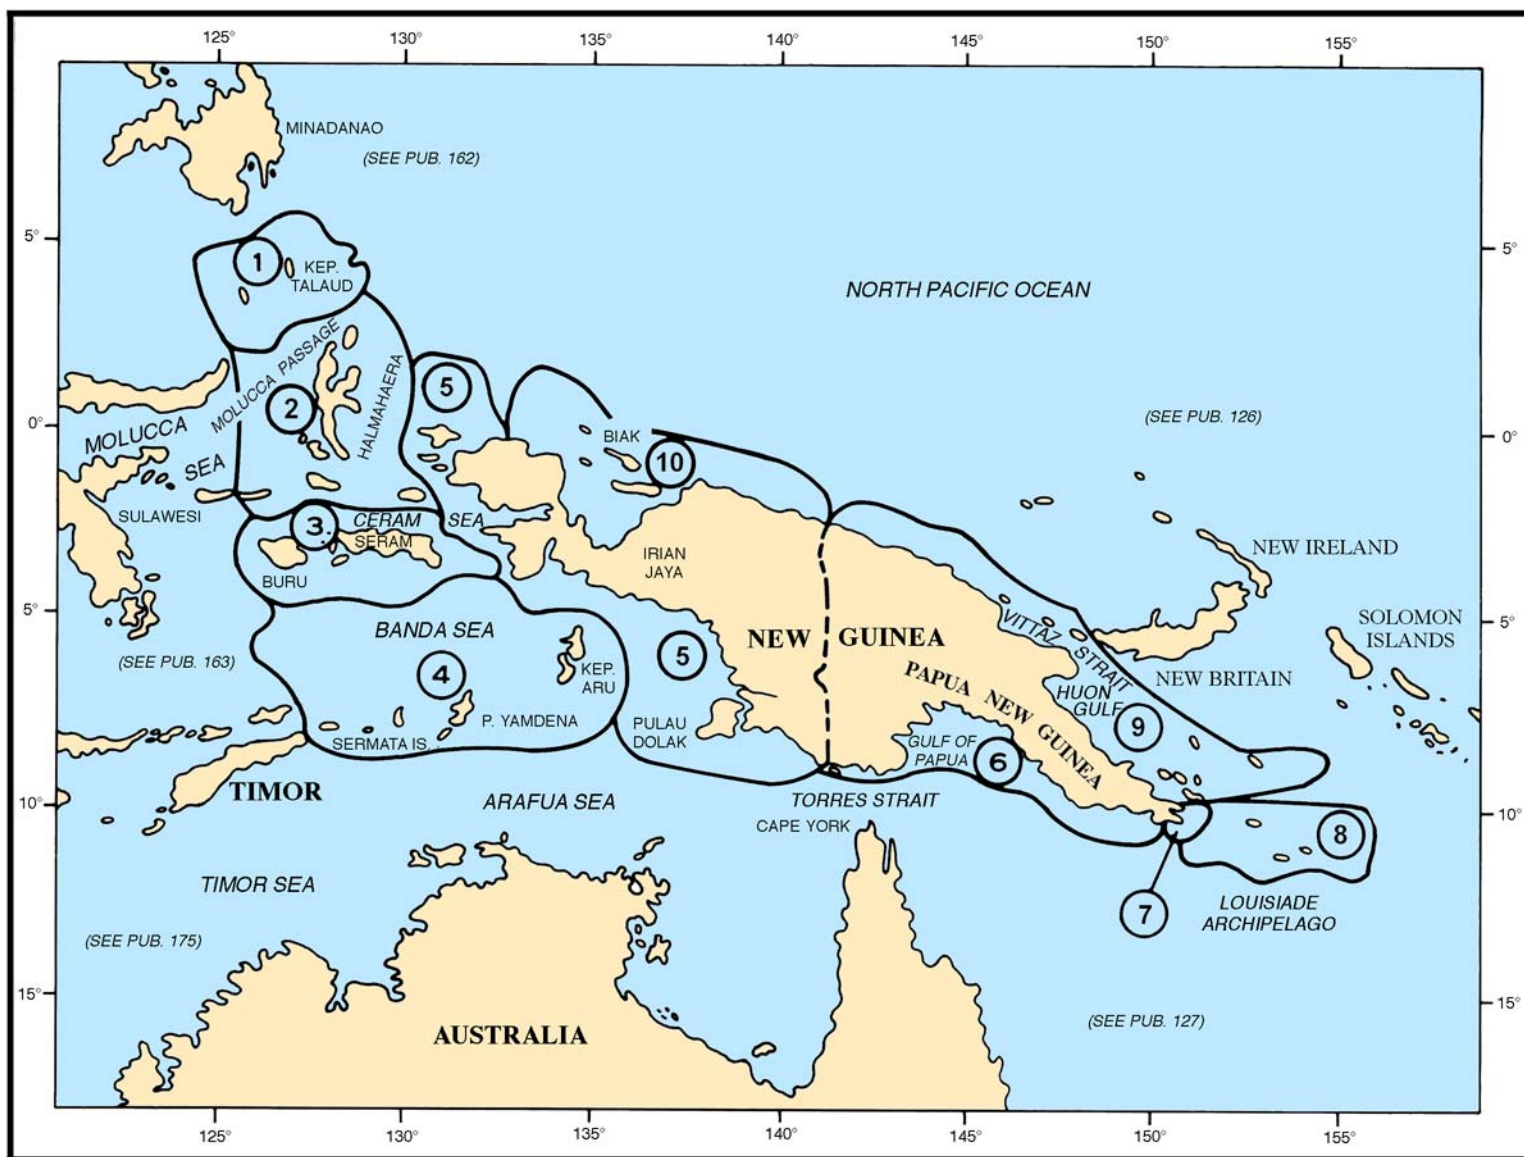 125°
130°
135°
140°
145°
150°
155°
MINADANAO
(SEE PUB. 162)
5°
5°
1
KEP.
TALAUD
NORTH PACIFIC OCEAN
MOLUCCA PASSAGE
HALMAHAERA
5
2
(SEE PUB. 126)
0°
0°
MOLUCCA
SEA
BIAK
10
SULAWESI
3
CERAM SEA
SERAM
BURU
IRIAN
JAYA
NEW IRELAND
5°
5°
VITTAZ STRAIT
SOLOMON
ISLANDS
BANDA SEA
NEW GUINEA
(SEE PUB. 163)
4
5
KEP.
ARU
PAPUA NEW GUINEA
NEW BRITAIN
HUON
GULF
9
P. YAMDENA
PULAU
DOLAK
SERMATA IS.
GULF OF
PAPUA
6
TIMOR
ARAFUA SEA
TORRES STRAIT
10°
10°
CAPE YORK
8
7
TIMOR SEA
LOUISIADE
ARCHIPELAGO
(SEE PUB. 175)
15°
15°
(SEE PUB. 127)
AUSTRALIA
125°
130°
135°
140°
145°
150°
155°